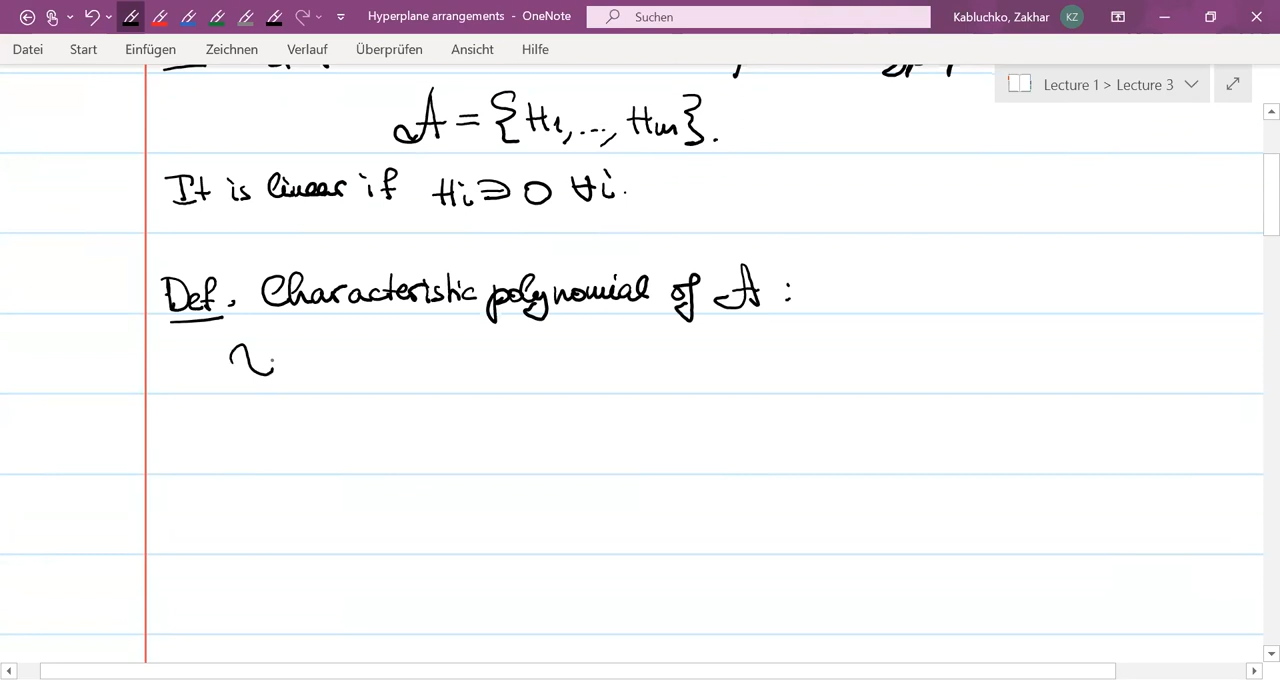 Hyperplane arrangements - OneNote
Suchen
Kabluchko, Zakhar KZ
Datei Start Einfügen Zeichnen Verlauf Überprüfen Ansicht Hilfe
Lecture 1 > Lecture 3
A = {H₁,..., Hm}.
It is linear if Hi ∋ 0 ∀i.
Def. Characteristic polynomial of A :